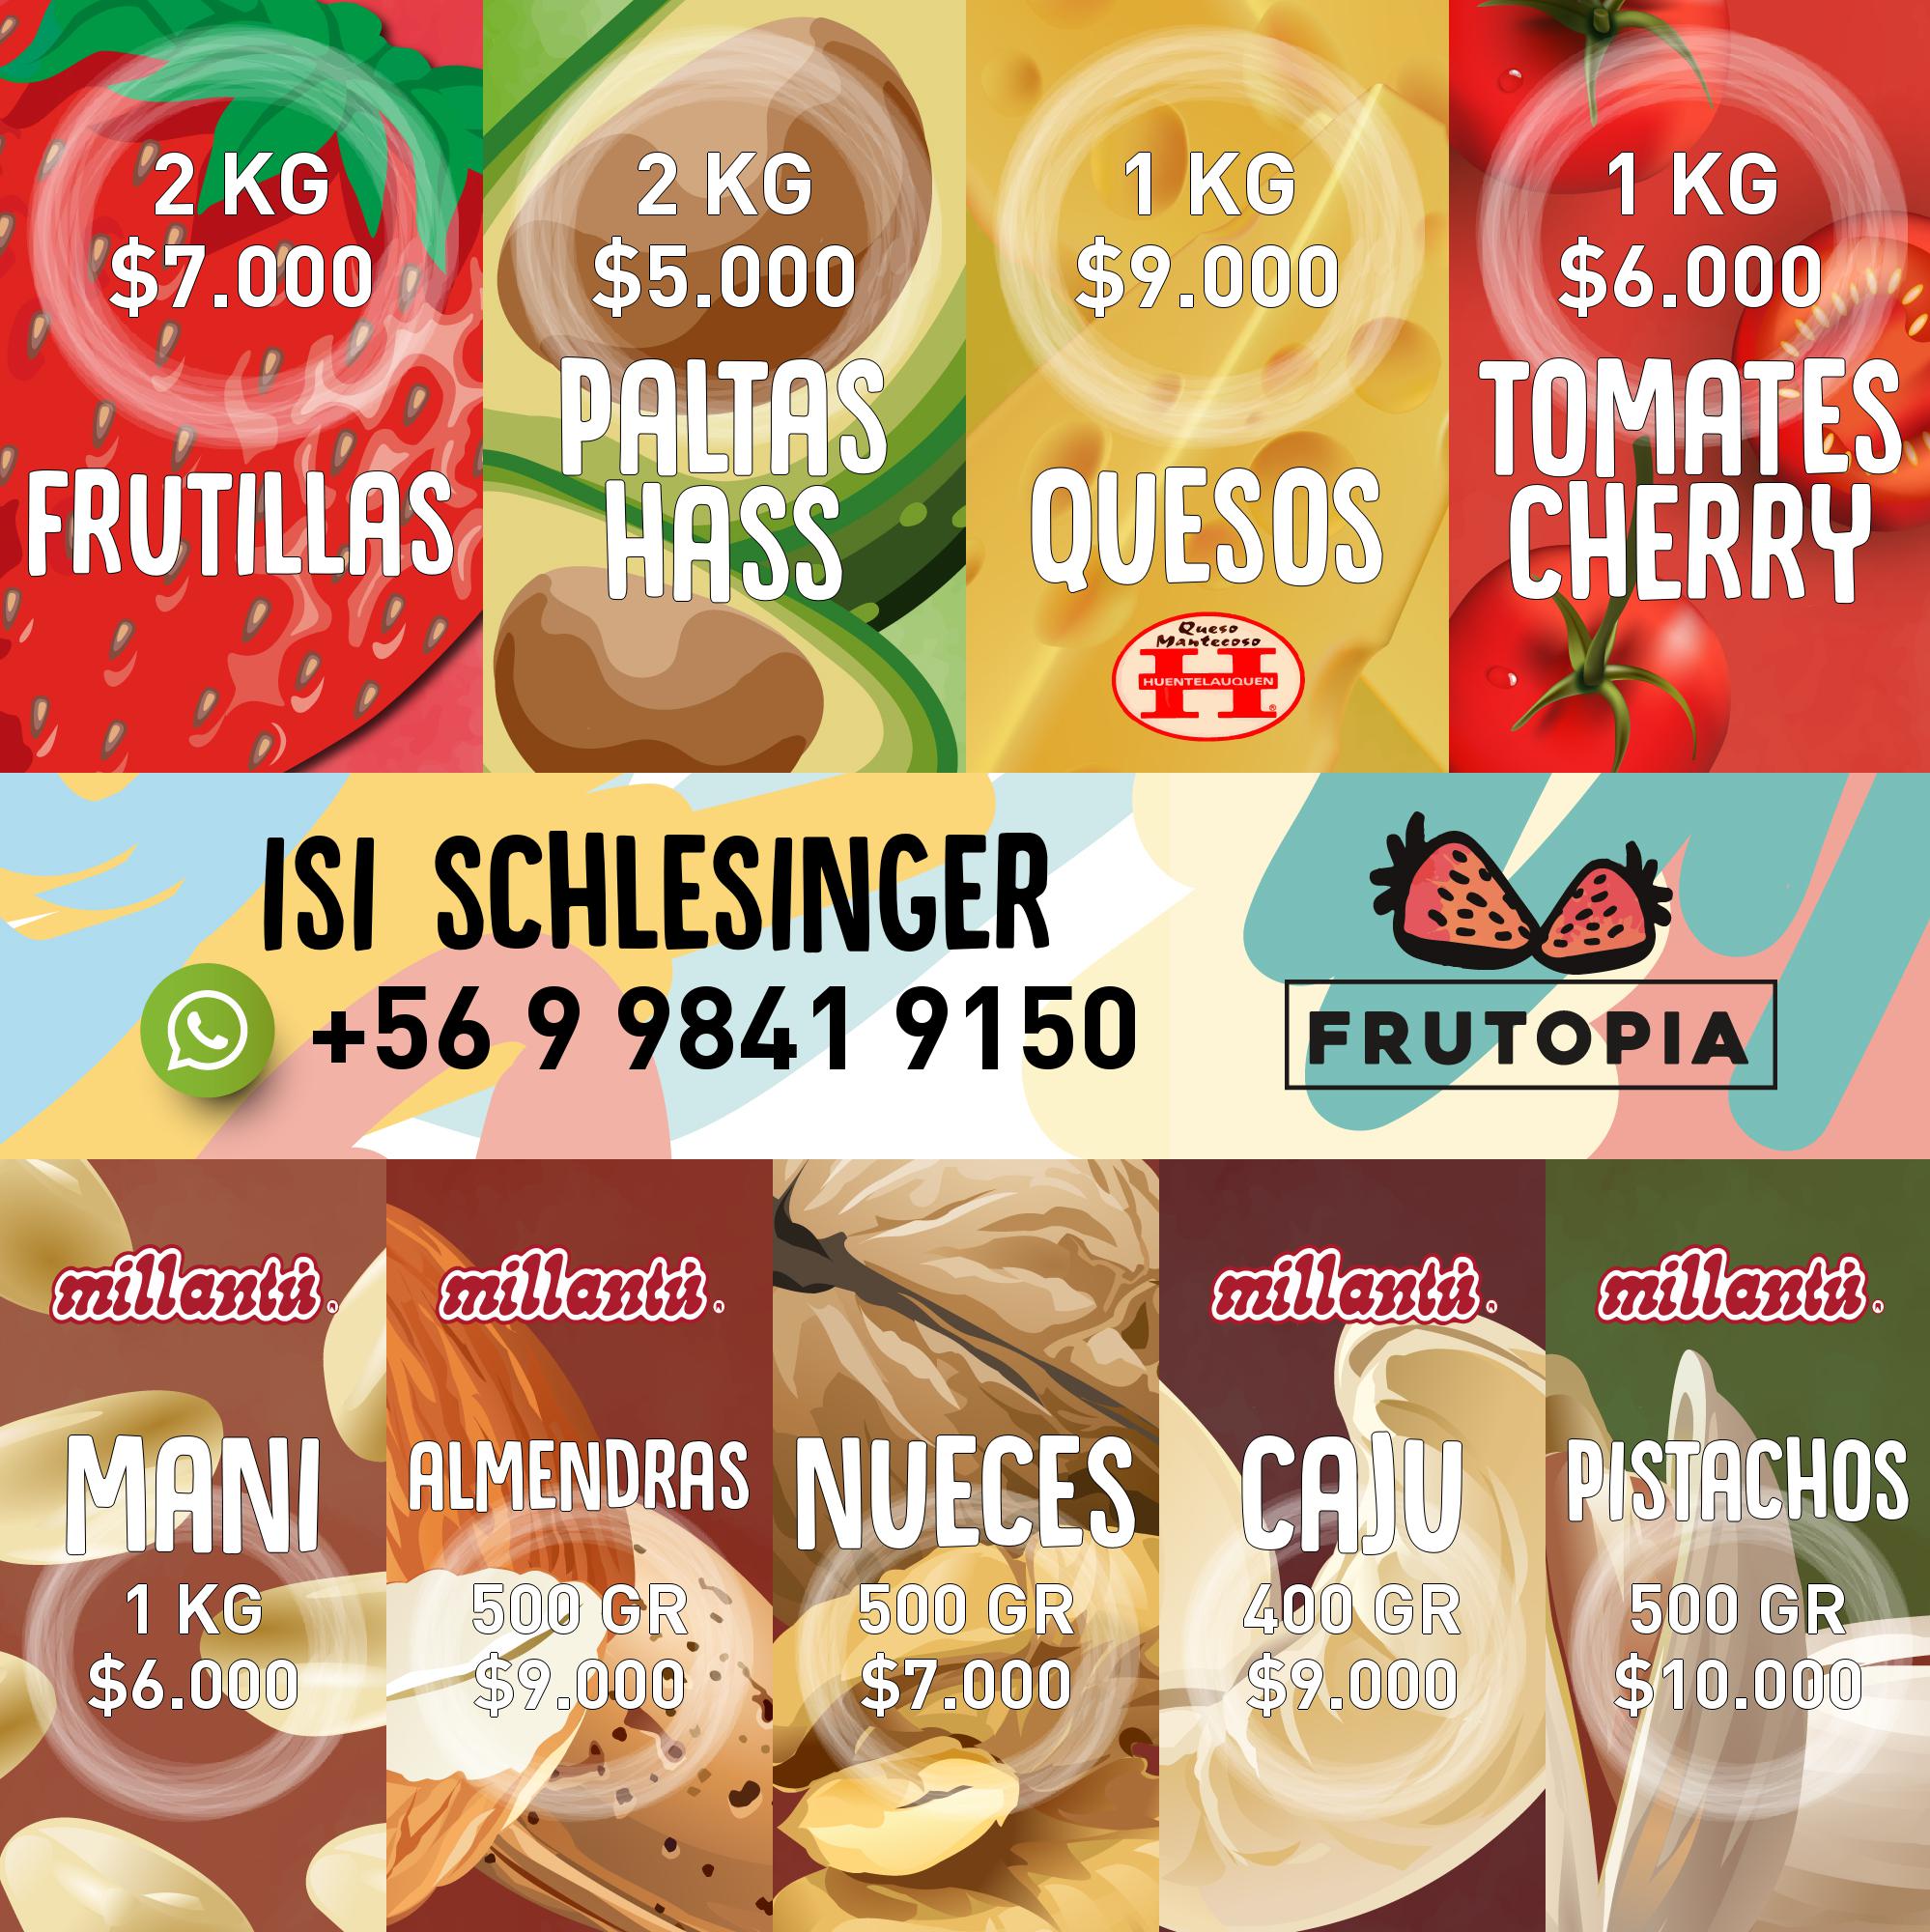 2 KG
$7.000
FRUTILLAS
2 KG
$5.000
PALTAS
HASS
1 KG
$9.000
QUESOS
Queso
Mantecoso
H
HUENTELAUQUEN
®
1 KG
$6.000
TOMATES
CHERRY
ISI SCHLESINGER
+56 9 9841 9150
FRUTOPIA
millantú®
MANI
1 KG
$6.000
millantú®
ALMENDRAS
500 GR
$9.000
NUECES
500 GR
$7.000
millantú®
CAJU
400 GR
$9.000
millantú®
PISTACHOS
500 GR
$10.000